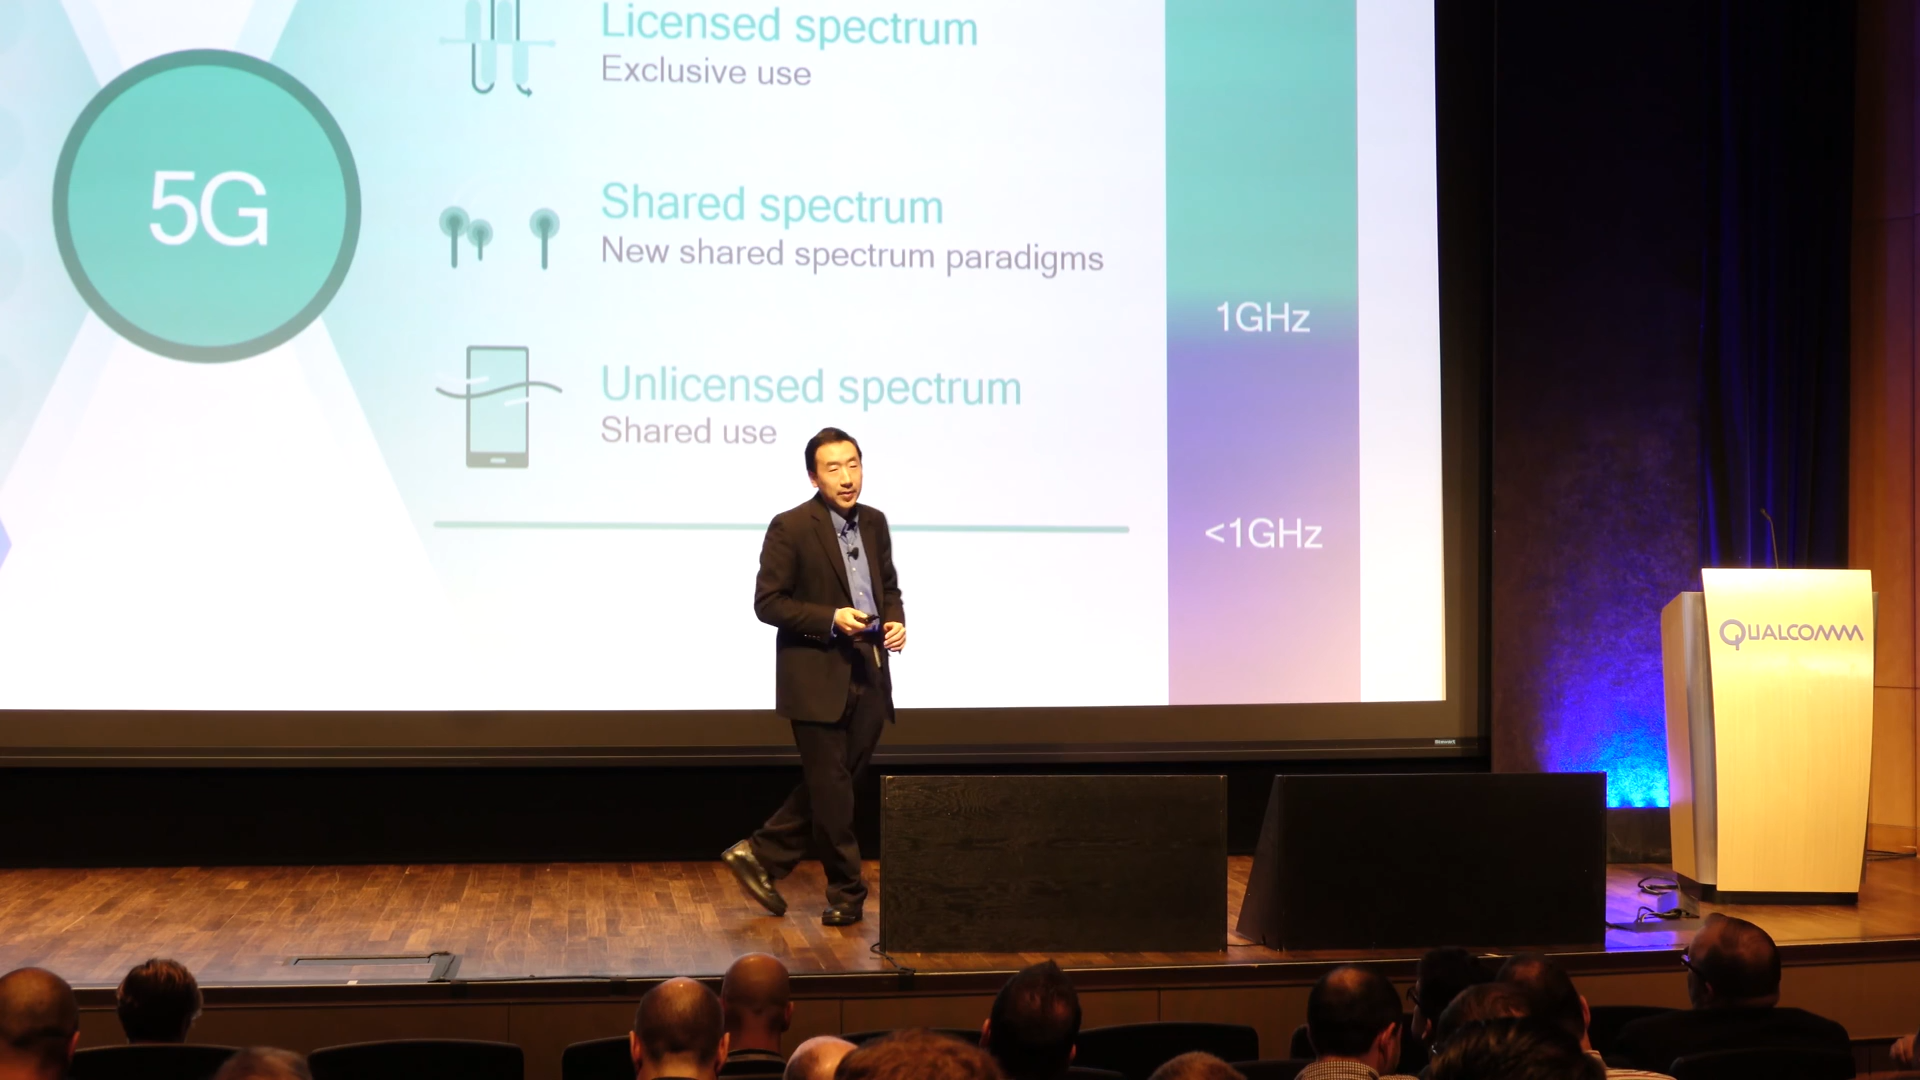 Licensed spectrum
Exclusive use
5G
Shared spectrum
New shared spectrum paradigms
1GHz
Unlicensed spectrum
Shared use
<1GHz
QUALCOMM